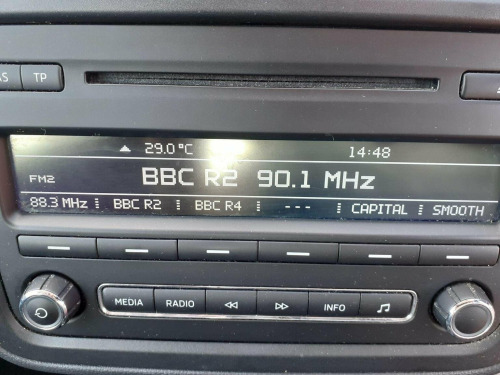 TP
29.0 °C 14:48
FM2 BBC R2 90.1 MHz
88.3 MHz BBC R2 BBC R4 --- CAPITAL SMOOTH
MEDIA RADIO INFO